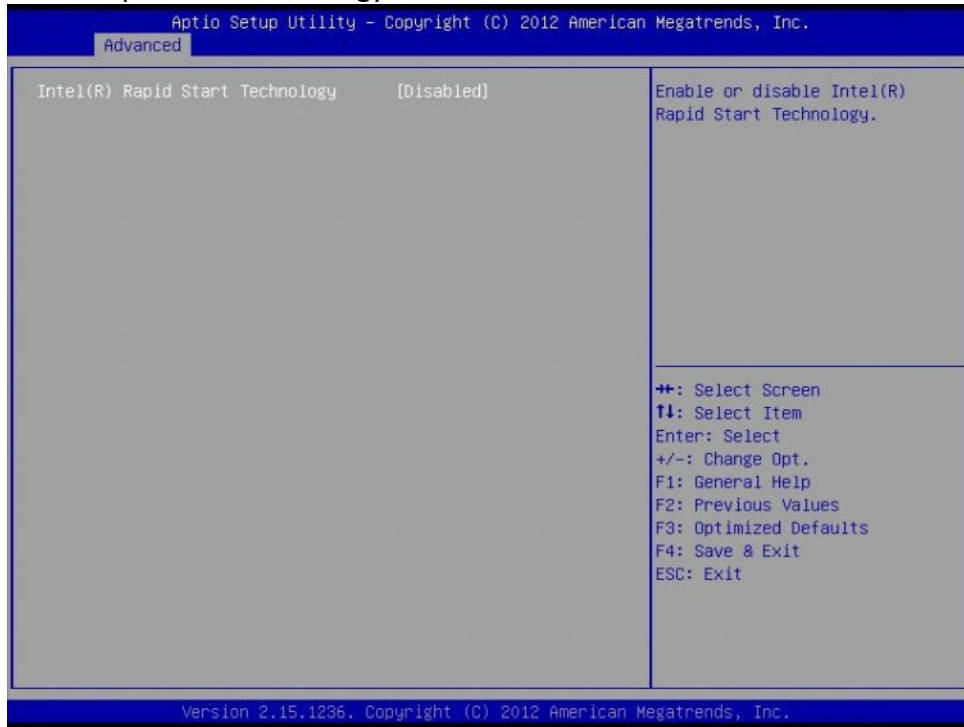 Aptio Setup Utility – Copyright (C) 2012 American Megatrends, Inc.
Advanced
Intel(R) Rapid Start Technology [Disabled]
Enable or disable Intel(R)
Rapid Start Technology.
→←: Select Screen
↑↓: Select Item
Enter: Select
+/-: Change Opt.
F1: General Help
F2: Previous Values
F3: Optimized Defaults
F4: Save & Exit
ESC: Exit
Version 2.15.1236. Copyright (C) 2012 American Megatrends, Inc.